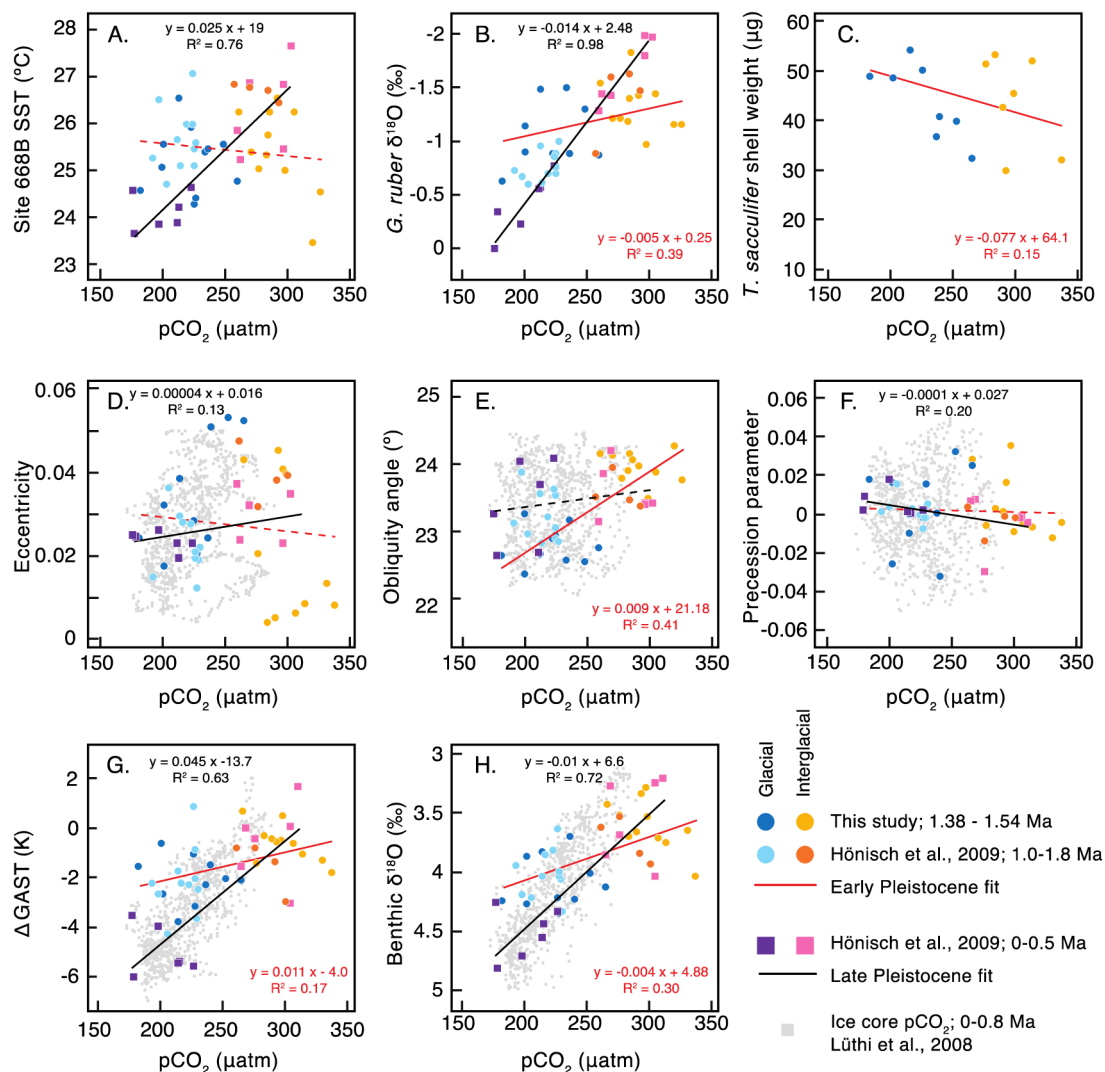 A.
y = 0.025 x + 19
R² = 0.76
Site 668B SST (°C)
28
27
26
25
24
23
150
200
250
300
350
pCO₂ (µatm)
B.
y = -0.014 x + 2.48
R² = 0.98
G. ruber δ¹⁸O (‰)
-2
-1.5
-1
-0.5
0
y = -0.005 x + 0.25
R² = 0.39
150
200
250
300
350
pCO₂ (µatm)
C.
T. sacculifer shell weight (µg)
60
50
40
30
20
10
y = -0.077 x + 64.1
R² = 0.15
150
200
250
300
350
pCO₂ (µatm)
D.
y = 0.00004 x + 0.016
R² = 0.13
Eccentricity
0.06
0.04
0.02
0
150
200
250
300
350
pCO₂ (µatm)
E.
Obliquity angle (°)
25
24
23
22
y = 0.009 x + 21.18
R² = 0.41
150
200
250
300
350
pCO₂ (µatm)
F.
y = -0.0001 x + 0.027
R² = 0.20
Precession parameter
0.06
0.04
0.02
0
-0.02
-0.04
-0.06
150
200
250
300
350
pCO₂ (µatm)
G.
y = 0.045 x -13.7
R² = 0.63
ΔGAST (K)
2
0
-2
-4
-6
y = 0.011 x - 4.0
R² = 0.17
150
200
250
300
350
pCO₂ (µatm)
H.
y = -0.01 x + 6.6
R² = 0.72
Benthic δ¹⁸O (‰)
3
3.5
4
4.5
5
y = -0.004 x + 4.88
R² = 0.30
150
200
250
300
350
pCO₂ (µatm)
Glacial
Interglacial
This study; 1.38 - 1.54 Ma
Hönisch et al., 2009; 1.0-1.8 Ma
Early Pleistocene fit
Hönisch et al., 2009; 0-0.5 Ma
Late Pleistocene fit
Ice core pCO₂; 0-0.8 Ma
Lüthi et al., 2008